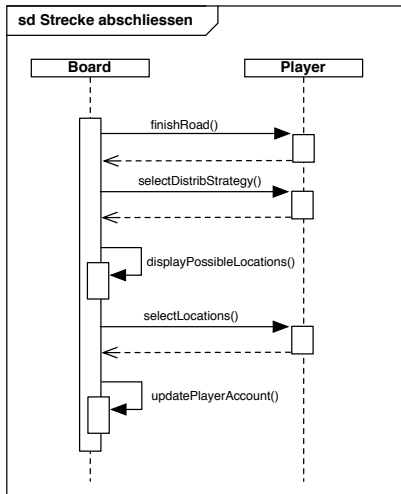 sd Strecke abschliessen
Board Player
finishRoad()
selectDistribStrategy()
displayPossibleLocations()
selectLocations()
updatePlayerAccount()